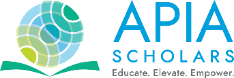 APIA
SCHOLARS
Educate. Elevate. Empower.